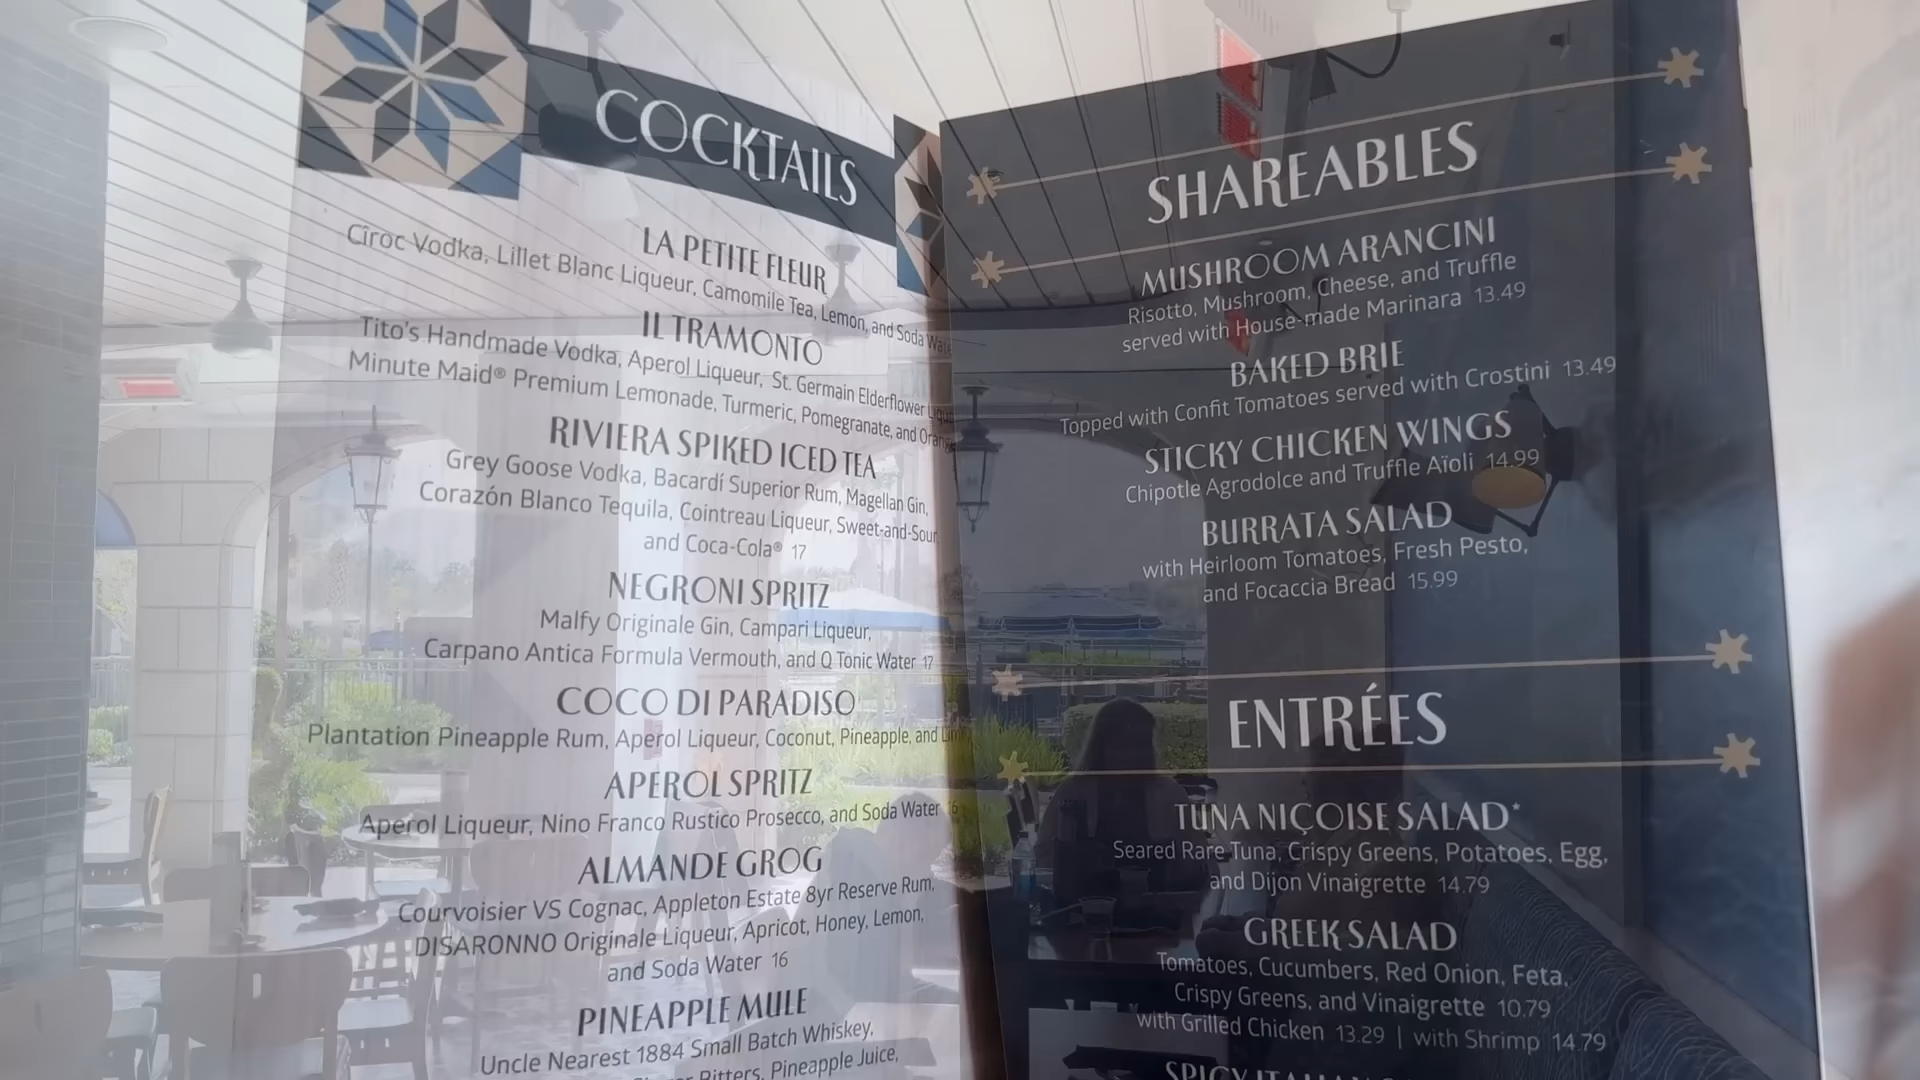 COCKTAILS
LA PETITE FLEUR
Cîroc Vodka, Lillet Blanc Liqueur, Camomile Tea, Lemon, and Soda
IL TRAMONTO
Tito's Handmade Vodka, Aperol Liqueur, St. Germain Elderflower
Minute Maid® Premium Lemonade, Turmeric, Pomegranate, and Orange
RIVIERA SPIKED ICED TEA
Grey Goose Vodka, Bacardí Superior Rum, Magellan Gin,
Corazón Blanco Tequila, Cointreau Liqueur, Sweet-and-Sour
and Coca-Cola® 17
NEGRONI SPRITZ
Malfy Originale Gin, Campari Liqueur,
Carpano Antica Formula Vermouth, and Q Tonic Water 17
COCO DI PARADISO
Plantation Pineapple Rum, Aperol Liqueur, Coconut, Pineapple, and
APEROL SPRITZ
Aperol Liqueur, Nino Franco Rustico Prosecco, and Soda Water 16
ALMANDE GROG
Courvoisier VS Cognac, Appleton Estate 8yr Reserve Rum,
DISARONNO Originale Liqueur, Apricot, Honey, Lemon,
and Soda Water 16
PINEAPPLE MULE
Uncle Nearest 1884 Small Batch Whiskey,
Bitters, Pineapple Juice,
SHAREABLES
MUSHROOM ARANCINI
Risotto, Mushroom, Cheese, and Truffle
served with House-made Marinara 13.49
BAKED BRIE
Topped with Confit Tomatoes served with Crostini 13.49
STICKY CHICKEN WINGS
Chipotle Agrodolce and Truffle Aïoli 14.99
BURRATA SALAD
with Heirloom Tomatoes, Fresh Pesto,
and Focaccia Bread 15.99
ENTRÉES
TUNA NIÇOISE SALAD*
Seared Rare Tuna, Crispy Greens, Potatoes, Egg,
and Dijon Vinaigrette 14.79
GREEK SALAD
Tomatoes, Cucumbers, Red Onion, Feta,
Crispy Greens, and Vinaigrette 10.79
with Grilled Chicken 13.29 | with Shrimp 14.79
SPICY ITALIAN